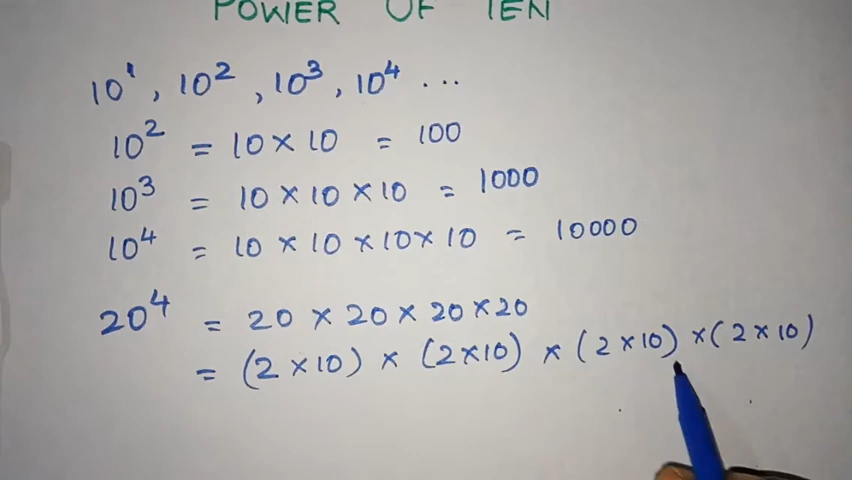 POWER OF TEN
10¹, 10², 10³, 10⁴ ...
10² = 10 × 10 = 100
10³ = 10 × 10 × 10 = 1000
10⁴ = 10 × 10 × 10 × 10 = 10000
20⁴ = 20 × 20 × 20 × 20
= (2 × 10) × (2 × 10) × (2 × 10) × (2 × 10)